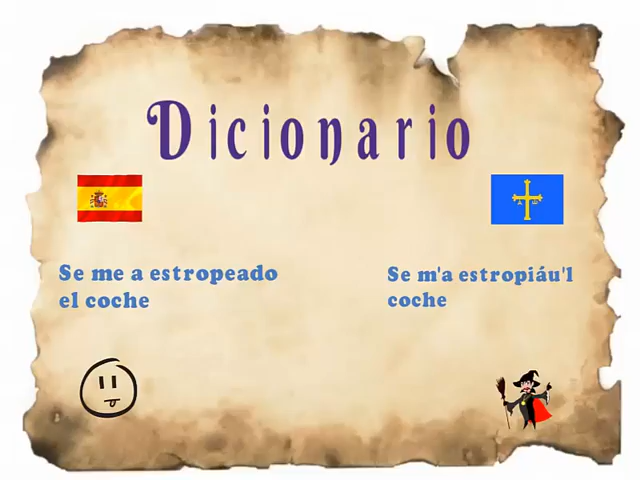 Dicionario
Se me a estropeado
el coche
Se m'a estropiáu'l
coche